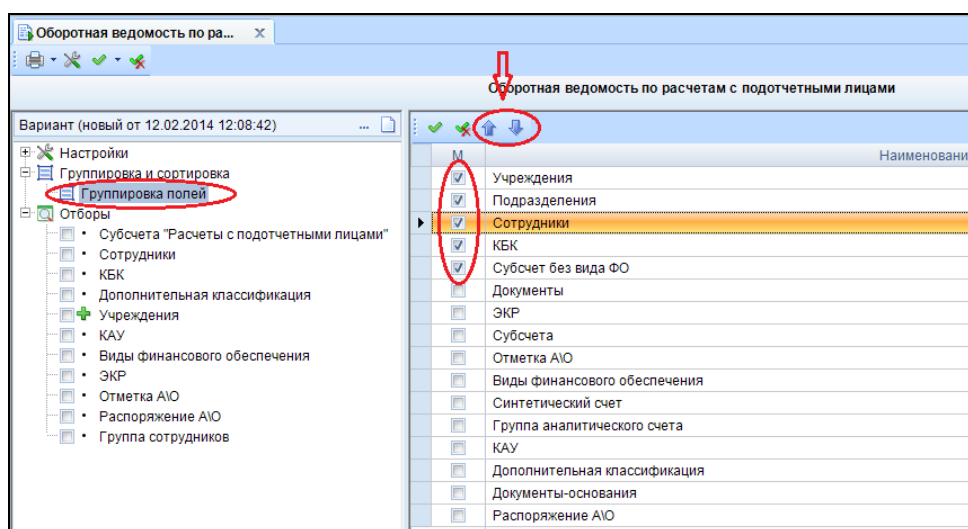 Оборотная ведомость по ра... x
Оборотная ведомость по расчетам с подотчетными лицами
Вариант (новый от 12.02.2014 12:08:42) ...
Настройки
Группировка и сортировка
Группировка полей
Отборы
Субсчета "Расчеты с подотчетными лицами"
Сотрудники
КБК
Дополнительная классификация
Учреждения
КАУ
Виды финансового обеспечения
ЭКР
Отметка А\О
Распоряжение А\О
Группа сотрудников
М Наименовани
Учреждения
Подразделения
Сотрудники
КБК
Субсчет без вида ФО
Документы
ЭКР
Субсчета
Отметка А\О
Виды финансового обеспечения
Синтетический счет
Группа аналитического счета
КАУ
Дополнительная классификация
Документы-основания
Распоряжение А\О